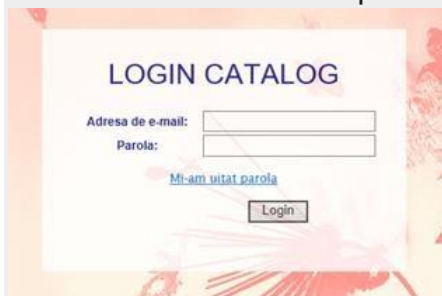 LOGIN CATALOG
Adresa de e-mail:
Parola:
Mi-am uitat parola
Login